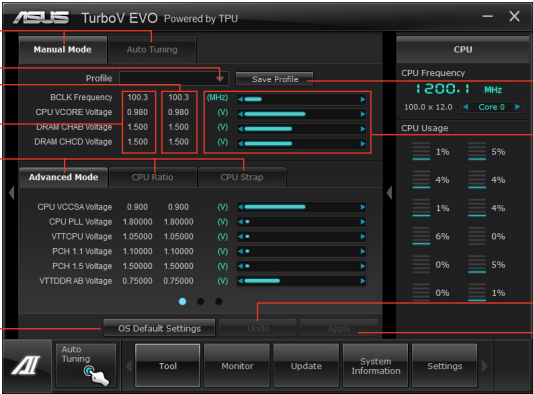 ASUS TurboV EVO Powered by TPU
Manual Mode Auto Tuning
Profile Save Profile
BCLK Frequency 100.3 100.3 (MHz)
CPU VCORE Voltage 0.980 0.980 (V)
DRAM CHAB Voltage 1.500 1.500 (V)
DRAM CHCD Voltage 1.500 1.500 (V)
Advanced Mode CPU Ratio CPU Strap
CPU VCCSA Voltage 0.900 0.900 (V)
CPU PLL Voltage 1.80000 1.80000 (V)
VTTCPU Voltage 1.05000 1.05000 (V)
PCH 1.1 Voltage 1.10000 1.10000 (V)
PCH 1.5 Voltage 1.50000 1.50000 (V)
VTTDDR AB Voltage 0.75000 0.75000 (V)
OS Default Settings Undo Apply
CPU
CPU Frequency
1200.1 MHz
100.0 x 12.0 Core 0
CPU Usage
1% 5%
4% 4%
1% 4%
6% 0%
0% 5%
0% 1%
AI
Auto
Tuning
Tool Monitor Update System
Information Settings